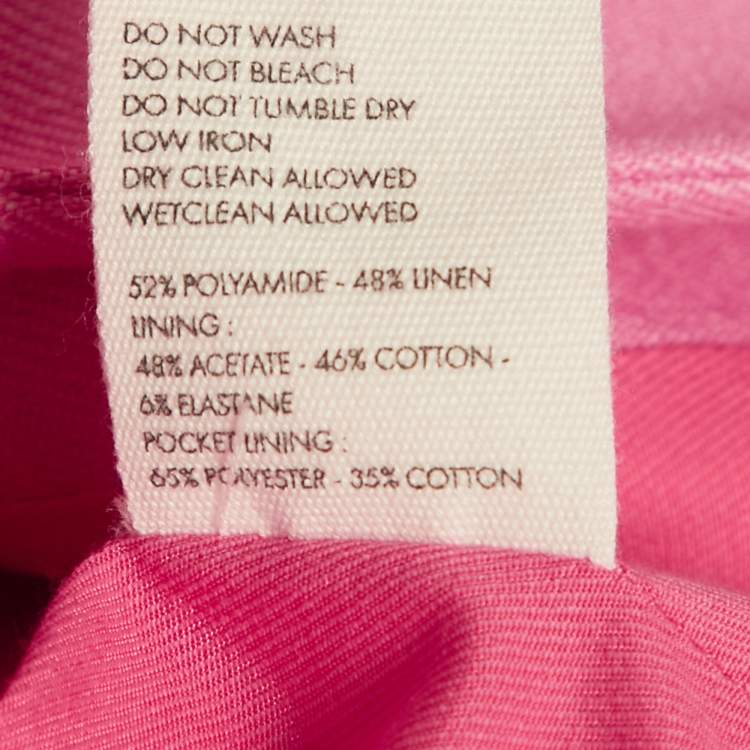 DO NOT WASH
DO NOT BLEACH
DO NOT TUMBLE DRY
LOW IRON
DRY CLEAN ALLOWED
WETCLEAN ALLOWED
52% POLYAMIDE - 48% LINEN
LINING :
48% ACETATE - 46% COTTON -
6% ELASTANE
POCKET LINING :
65% POLYESTER - 35% COTTON